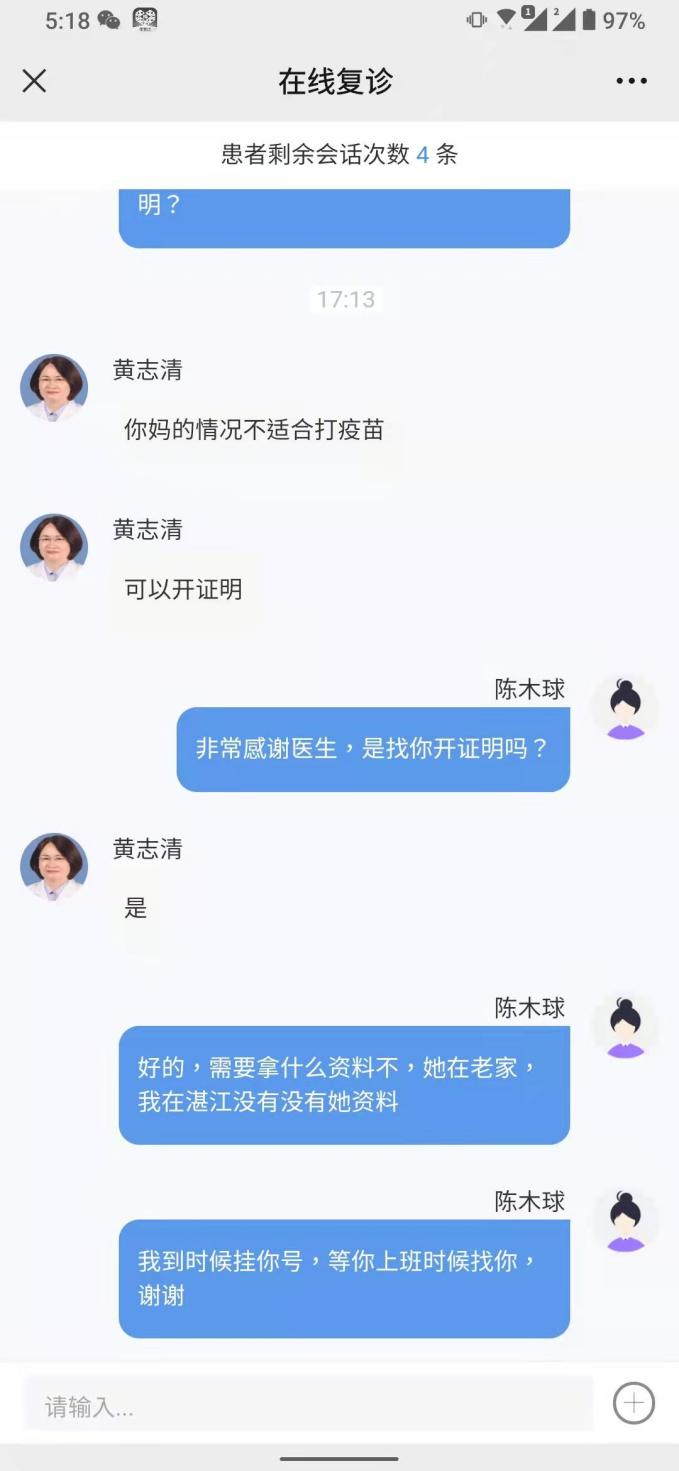 5:18
1
2
97%
在线复诊
患者剩余会话次数 4 条
明？
17:13
黄志清
你妈的情况不适合打疫苗
黄志清
可以开证明
陈木球
非常感谢医生，是找你开证明吗？
黄志清
是
陈木球
好的，需要拿什么资料不，她在老家，
我在湛江没有没有她资料
陈木球
我到时候挂你号，等你上班时候找你，
谢谢
请输入...